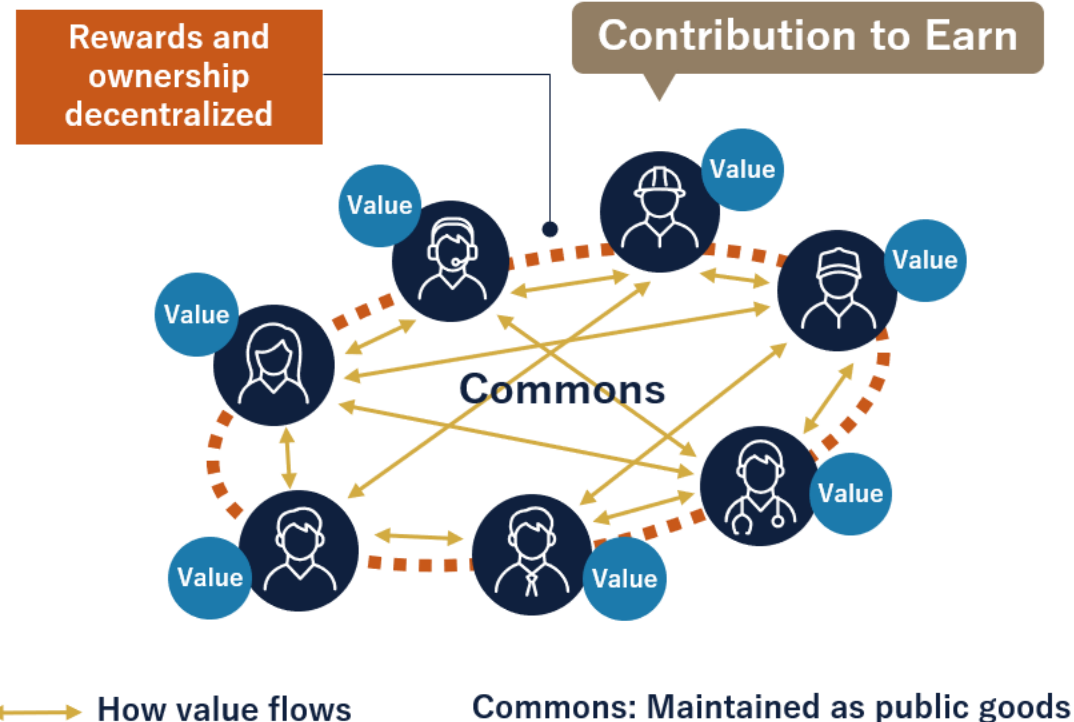 Rewards and
ownership
decentralized
Contribution to Earn
Value
Value
Value
Value
Commons
Value
Value
Value
How value flows
Commons: Maintained as public goods